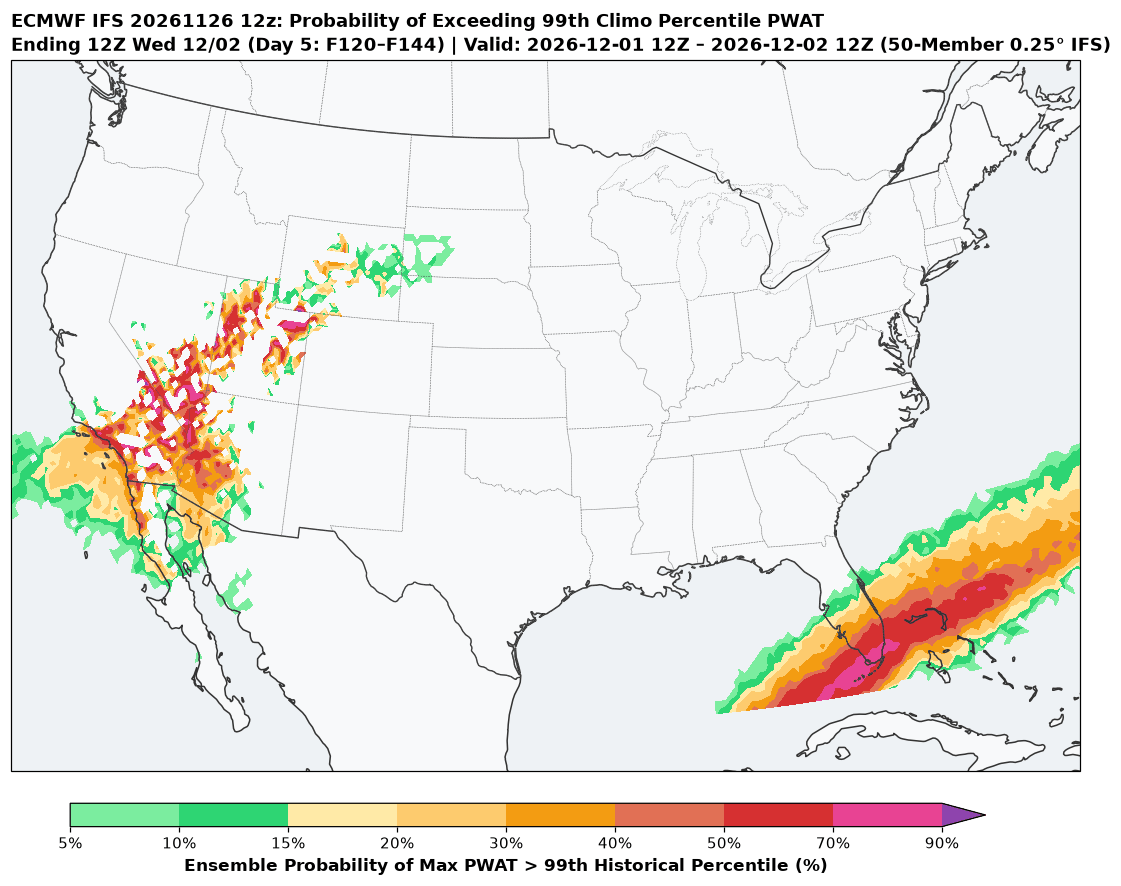 ECMWF IFS 20261126 12z: Probability of Exceeding 99th Climo Percentile PWAT
Ending 12Z Wed 12/02 (Day 5: F120–F144) | Valid: 2026-12-01 12Z – 2026-12-02 12Z (50-Member 0.25° IFS)
5% 10% 15% 20% 30% 40% 50% 70% 90%
Ensemble Probability of Max PWAT > 99th Historical Percentile (%)